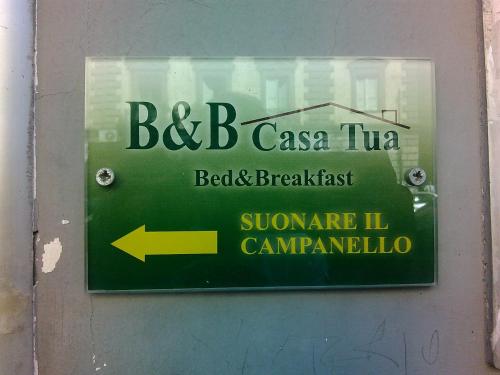 B&B Casa Tua
Bed&Breakfast
SUONARE IL
CAMPANELLO